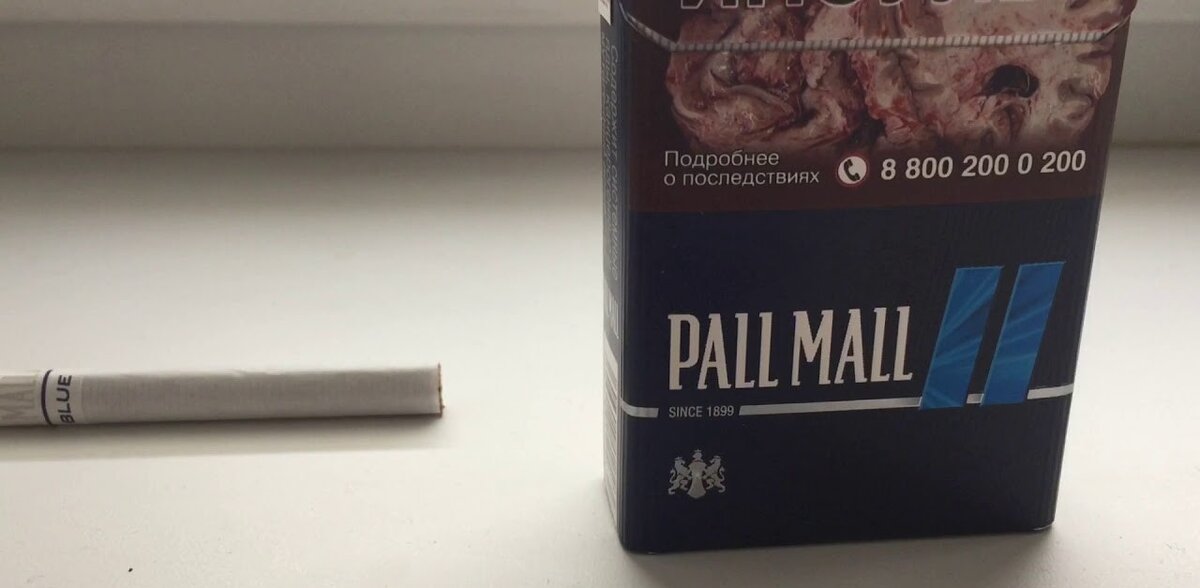 Подробнее
о последствиях
8 800 200 0 200
PALL MALL
SINCE 1899
BLUE